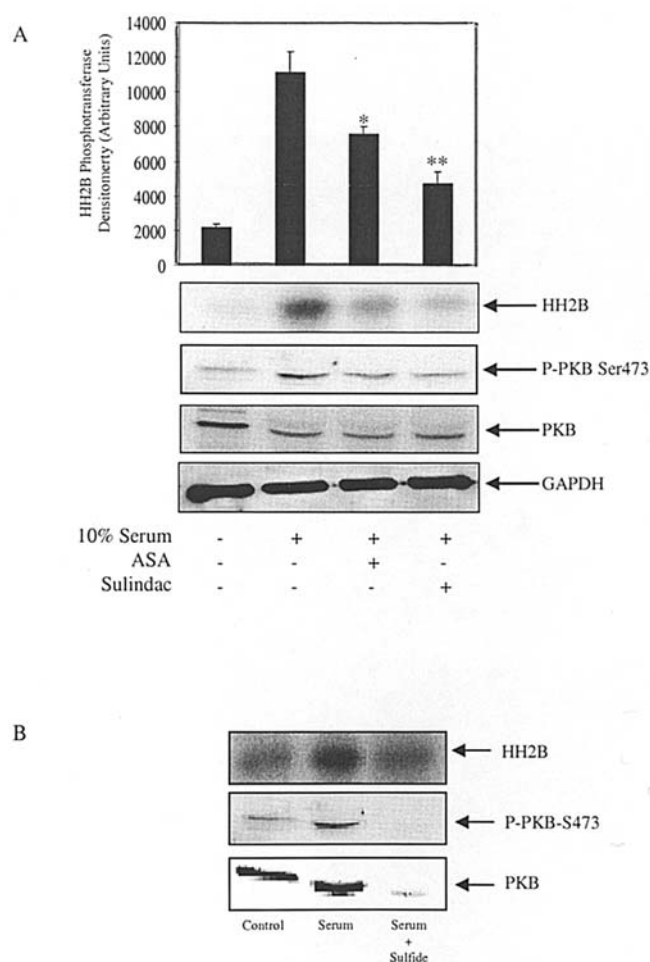 A
HH2B Phosphotransferase
Densitomerty (Arbitrary Units)
14000
12000
10000
8000
6000
4000
2000
0
*
**
HH2B
P-PKB Ser473
PKB
GAPDH
10% Serum - + + +
ASA - - + -
Sulindac - - - +
B
HH2B
P-PKB-S473
PKB
Control Serum Serum
+
Sulfide